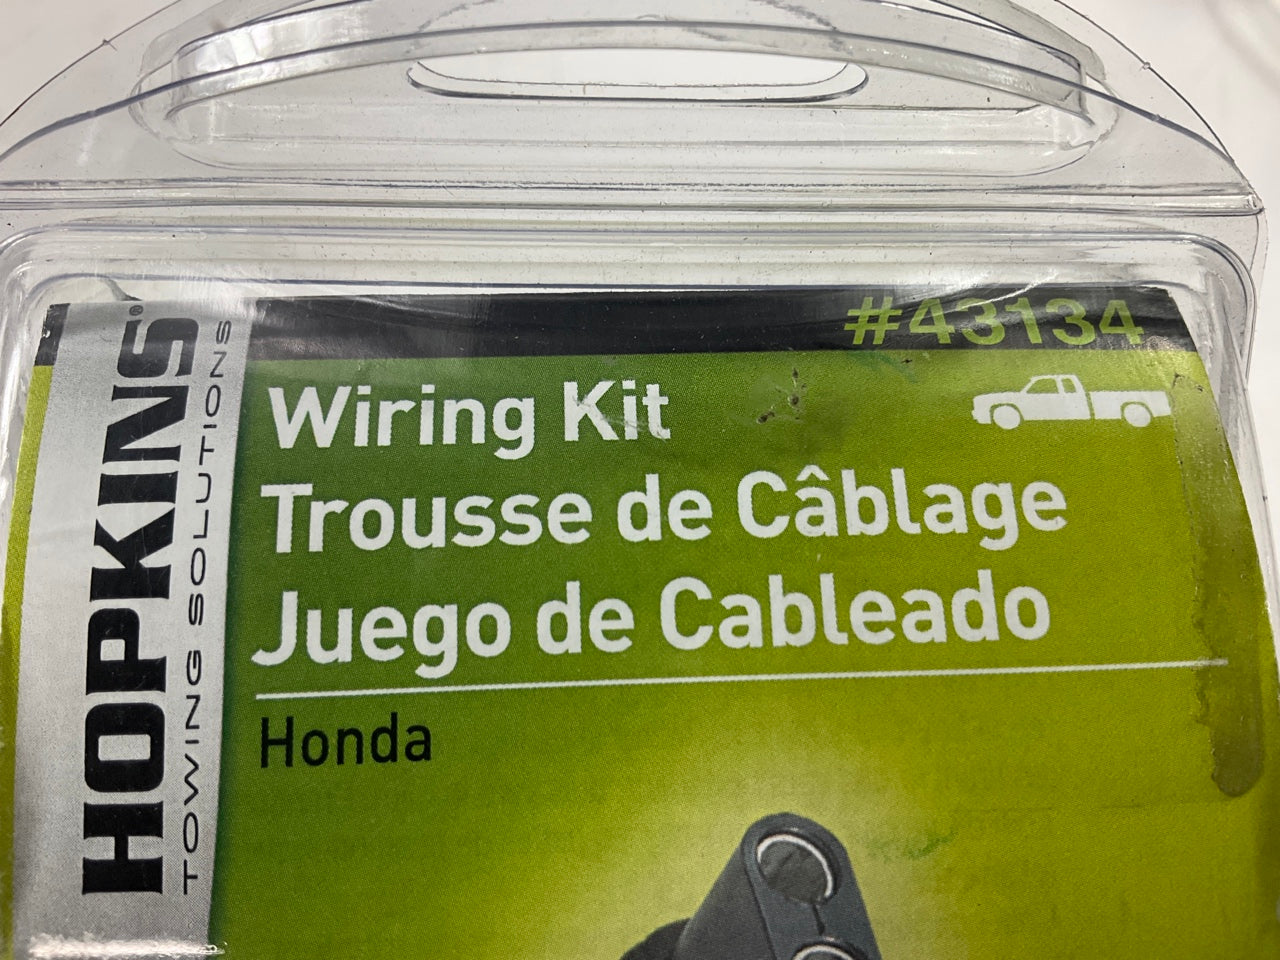 HOPKINS®
TOWING SOLUTIONS
#43134
Wiring Kit
Trousse de Câblage
Juego de Cableado
Honda